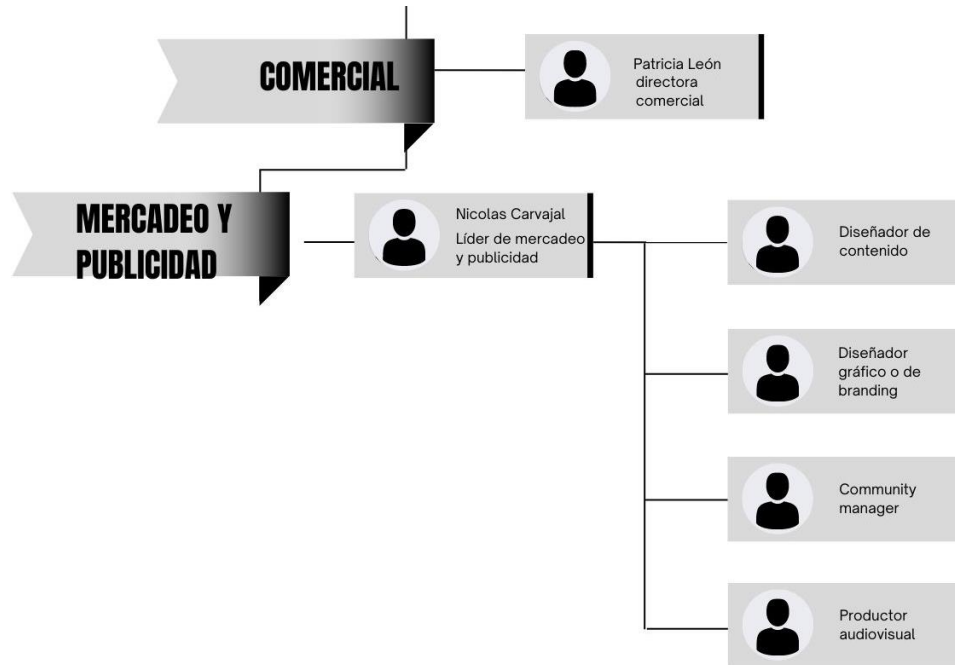 COMERCIAL
Patricia León
directora
comercial
MERCADEO Y
PUBLICIDAD
Nicolas Carvajal
Líder de mercadeo
y publicidad
Diseñador de
contenido
Diseñador
gráfico o de
branding
Community
manager
Productor
audiovisual